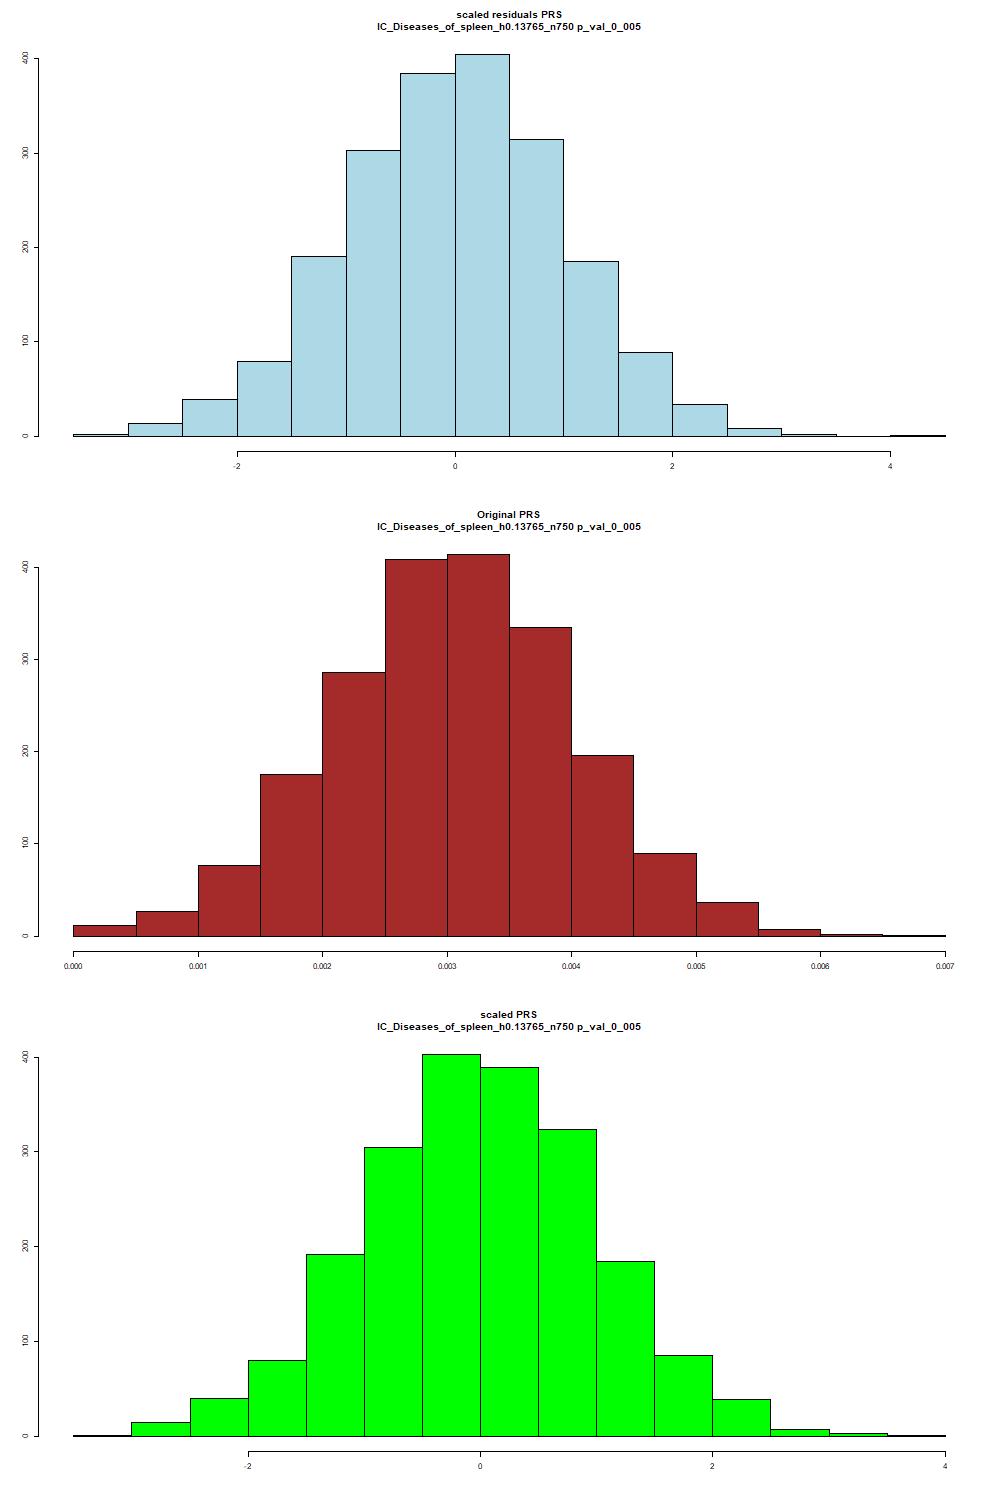 scaled residuals PRS
IC_Diseases_of_spleen_h0.13765_n750 p_val_0_005
400
300
200
100
0
-2 0 2 4
Original PRS
IC_Diseases_of_spleen_h0.13765_n750 p_val_0_005
400
300
200
100
0
0.000 0.001 0.002 0.003 0.004 0.005 0.006 0.007
scaled PRS
IC_Diseases_of_spleen_h0.13765_n750 p_val_0_005
400
300
200
100
0
-2 0 2 4